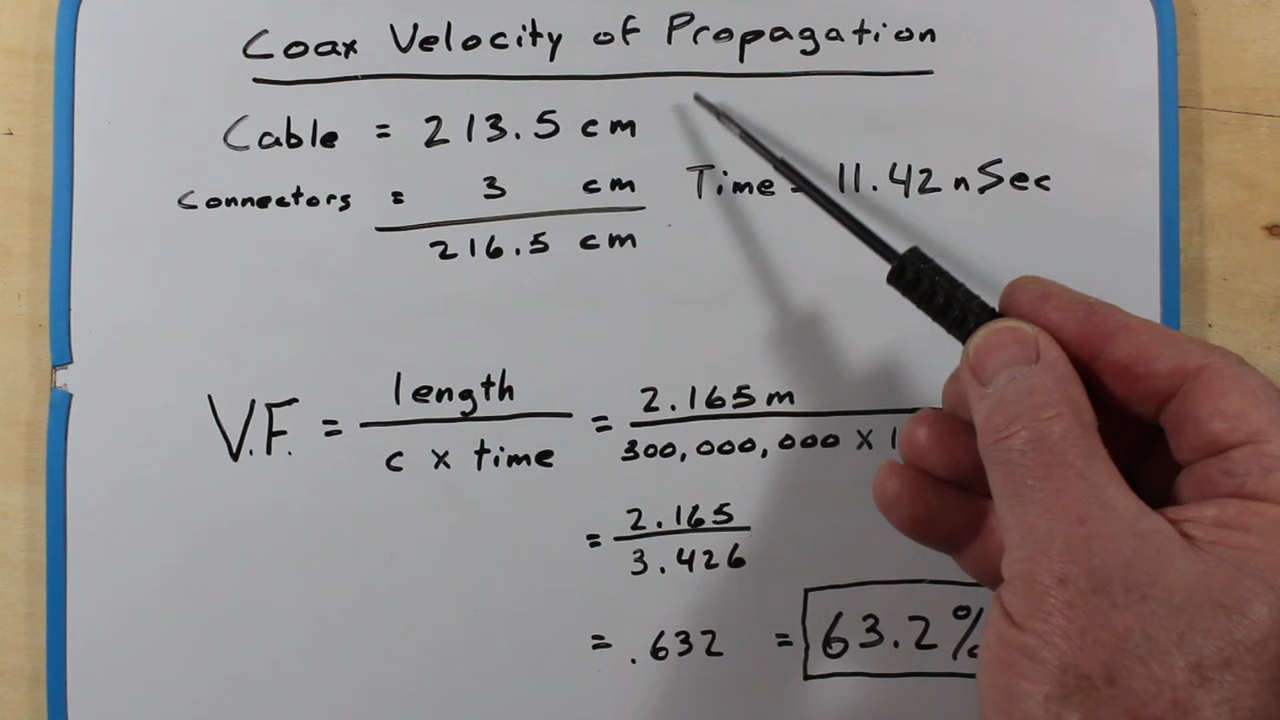 Coax Velocity of Propagation
Cable = 213.5 cm
Connectors = 3 cm
216.5 cm
Time = 11.42 nSec
V.F. = length / c x time = 2.165 m / 300,000,000 X 1
= 2.165 / 3.426
= .632 = 63.2%